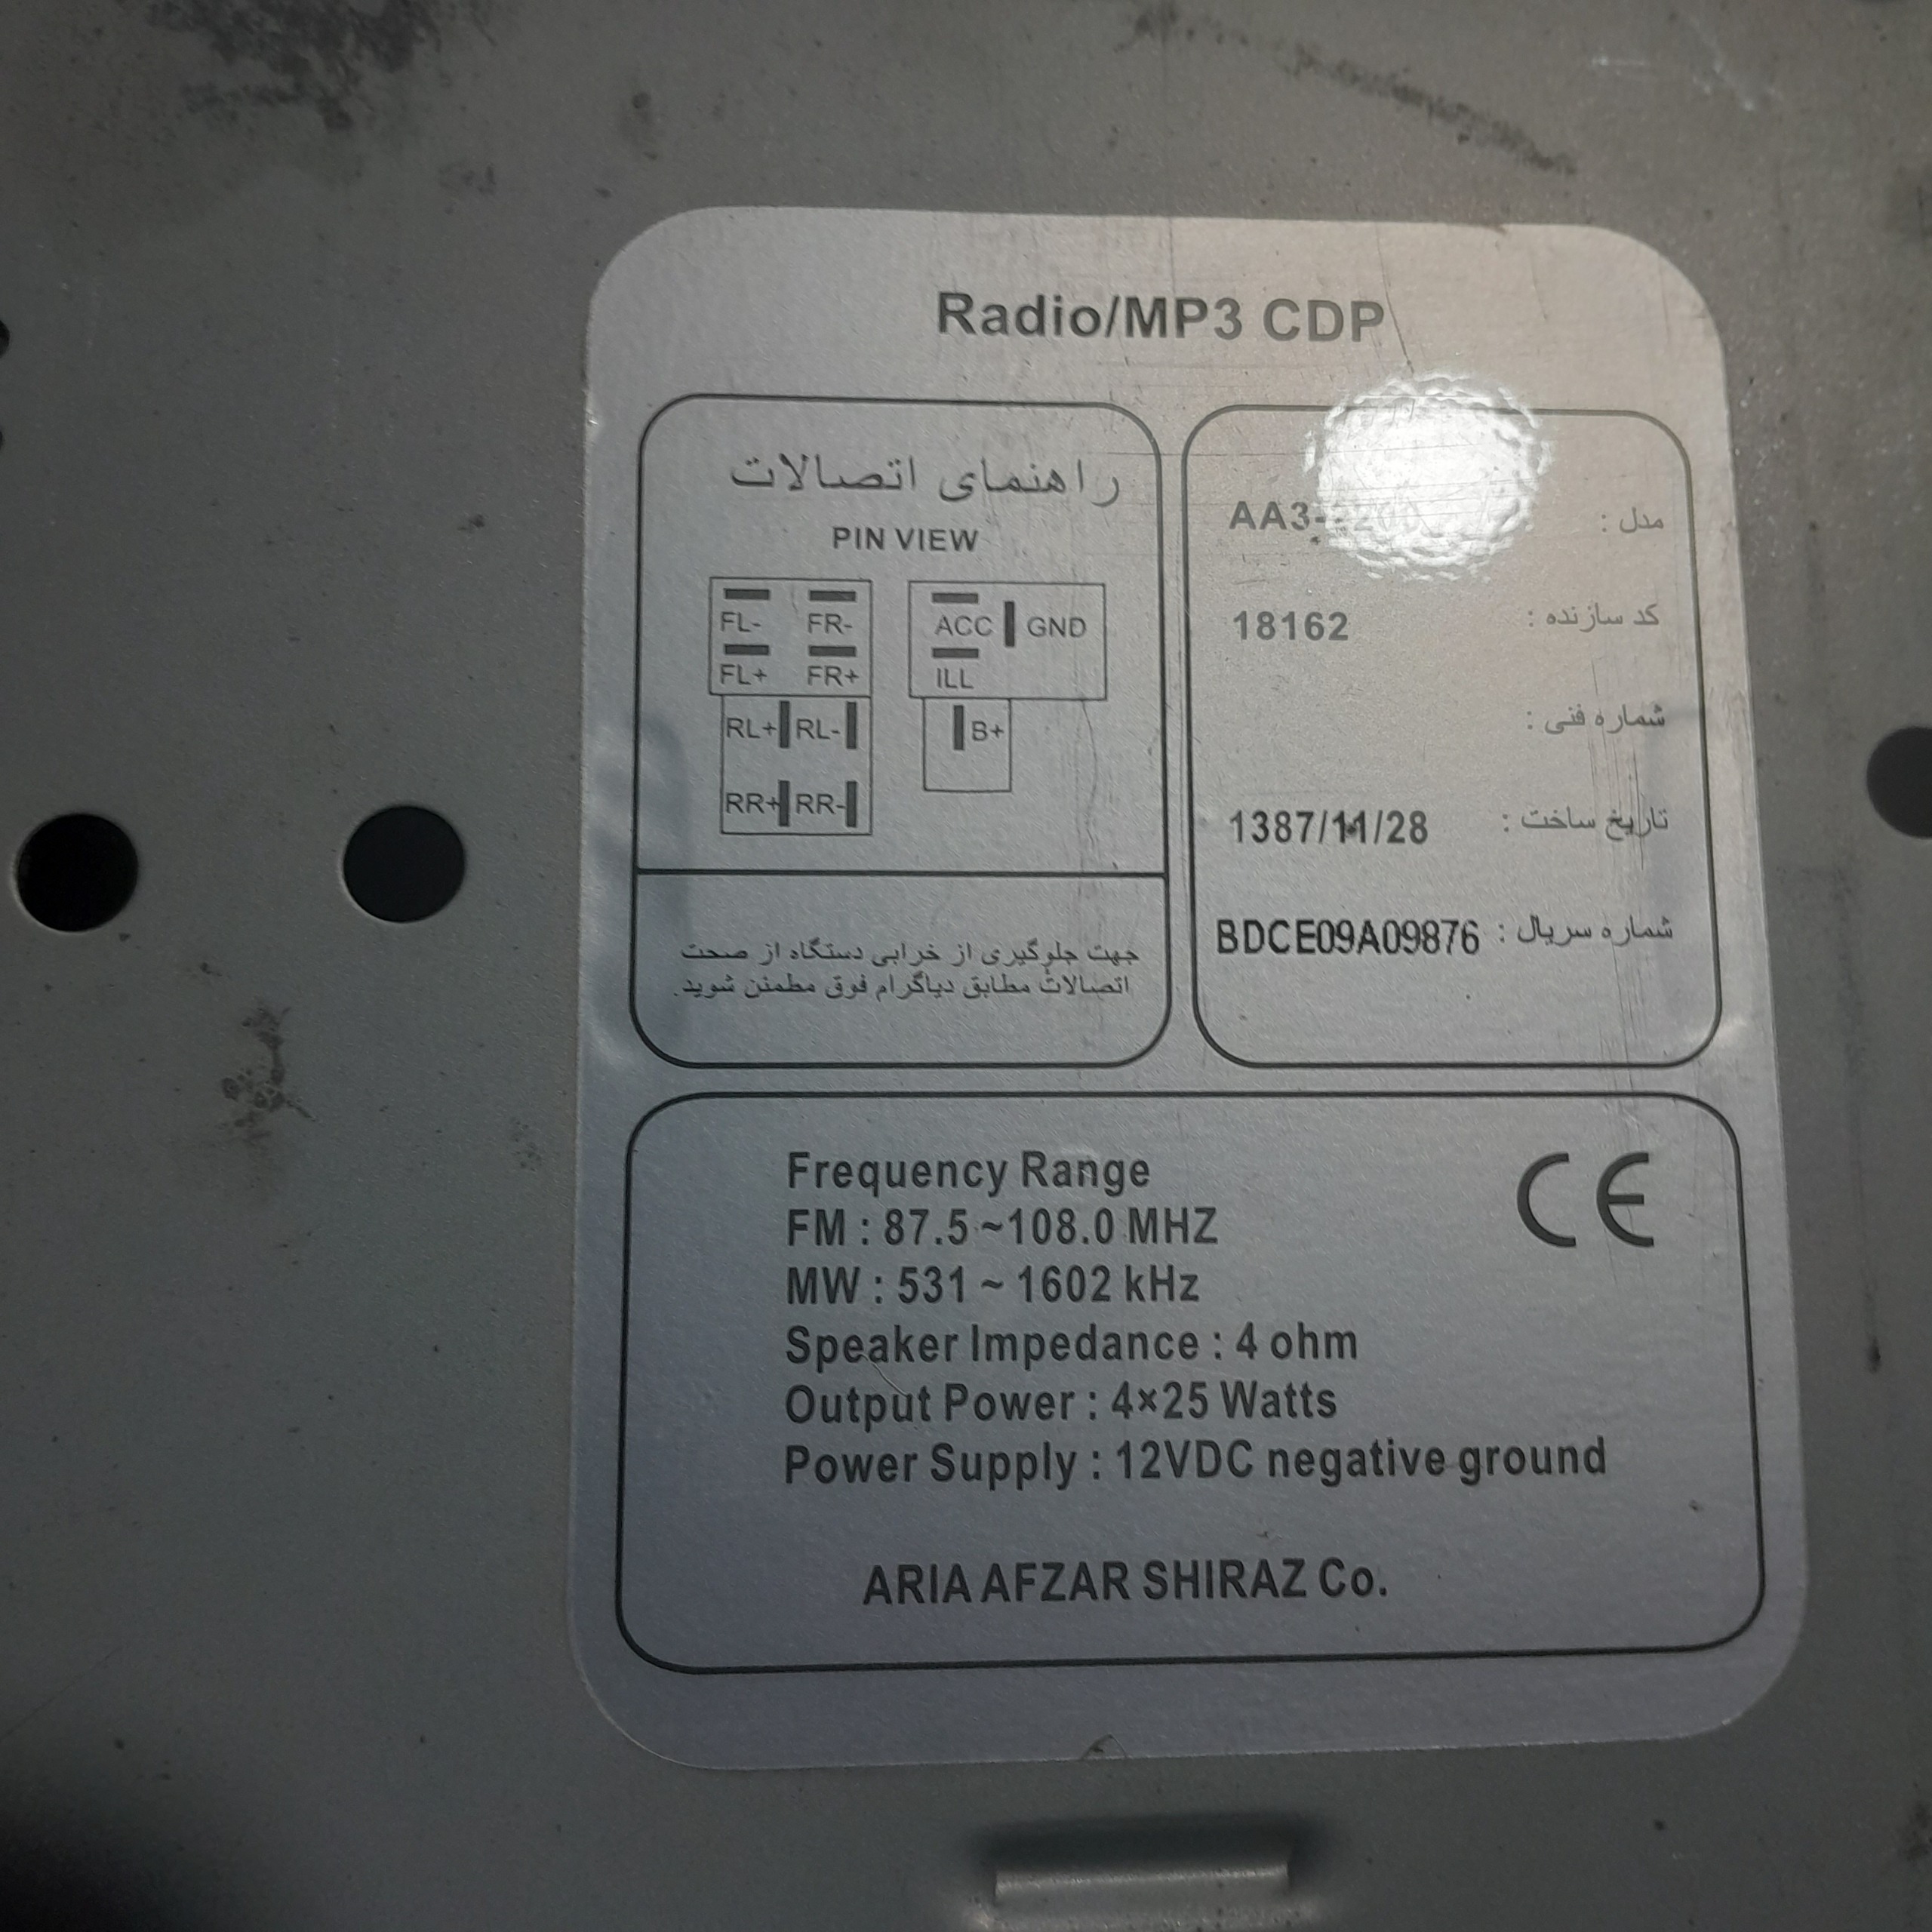 Radio/MP3 CDP
راهنمای اتصالات
PIN VIEW
FL- FR-
FL+ FR+
RL+ RL-
RR+ RR-
ACC GND
ILL
B+
جهت جلوگیری از خرابی دستگاه از صحت
اتصالات مطابق دیاگرام فوق مطمئن شوید.
مدل :
کد سازنده : 18162
شماره فنی :
تاریخ ساخت : 1387/11/28
شماره سریال : BDCE09A09876
Frequency Range
FM : 87.5 ~108.0 MHZ
MW : 531 ~ 1602 kHz
Speaker Impedance : 4 ohm
Output Power : 4×25 Watts
Power Supply : 12VDC negative ground
CE
ARIA AFZAR SHIRAZ Co.